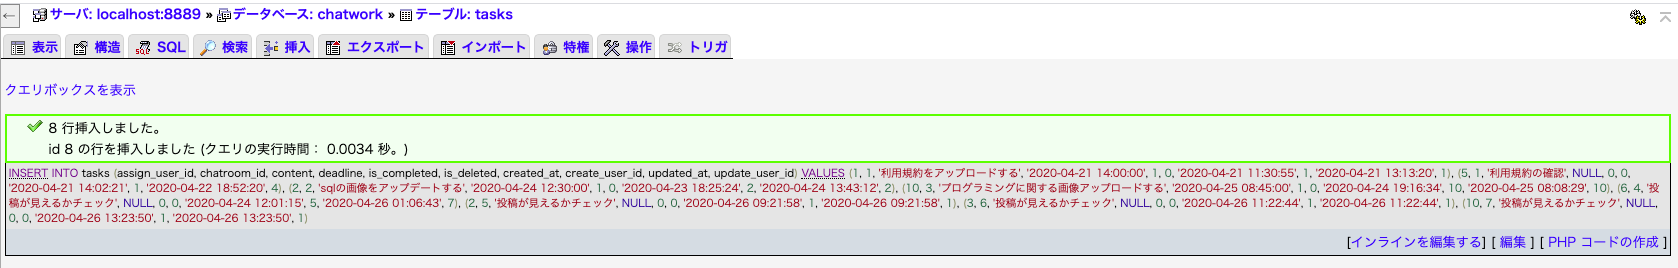 ← サーバ: localhost:8889 » データベース: chatwork » テーブル: tasks
表示 構造 SQL 検索 挿入 エクスポート インポート 特権 操作 トリガ
クエリボックスを表示
8 行挿入しました。
id 8 の行を挿入しました (クエリの実行時間： 0.0034 秒。)
INSERT INTO tasks (assign_user_id, chatroom_id, content, deadline, is_completed, is_deleted, created_at, create_user_id, updated_at, update_user_id) VALUES (1, 1, '利用規約をアップロードする', '2020-04-21 14:00:00', 1, 0, '2020-04-21 11:30:55', 1, '2020-04-21 13:13:20', 1), (5, 1, '利用規約の確認', NULL, 0, 0,
'2020-04-21 14:02:21', 1, '2020-04-22 18:52:20', 4), (2, 2, 'sqlの画像をアップデートする', '2020-04-24 12:30:00', 1, 0, '2020-04-23 18:25:24', 2, '2020-04-24 13:43:12', 2), (10, 3, 'プログラミングに関する画像アップロードする', '2020-04-25 08:45:00', 1, 0, '2020-04-24 19:16:34', 10, '2020-04-25 08:08:29', 10), (6, 4, '投
稿が見えるかチェック', NULL, 0, 0, '2020-04-24 12:01:15', 5, '2020-04-26 01:06:43', 7), (2, 5, '投稿が見えるかチェック', NULL, 0, 0, '2020-04-26 09:21:58', 1, '2020-04-26 09:21:58', 1), (3, 6, '投稿が見えるかチェック', NULL, 0, 0, '2020-04-26 11:22:44', 1, '2020-04-26 11:22:44', 1), (10, 7, '投稿が見えるかチェック', NULL,
0, 0, '2020-04-26 13:23:50', 1, '2020-04-26 13:23:50', 1)
[インラインを編集する] [ 編集 ] [ PHP コードの作成 ]